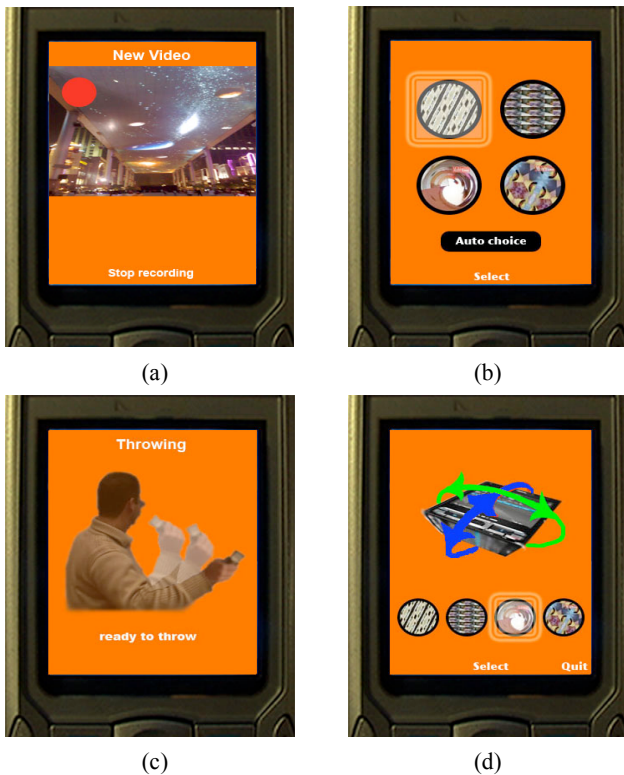 New Video
Stop recording
(a)
Auto choice
Select
(b)
Throwing
ready to throw
(c)
Select Quit
(d)